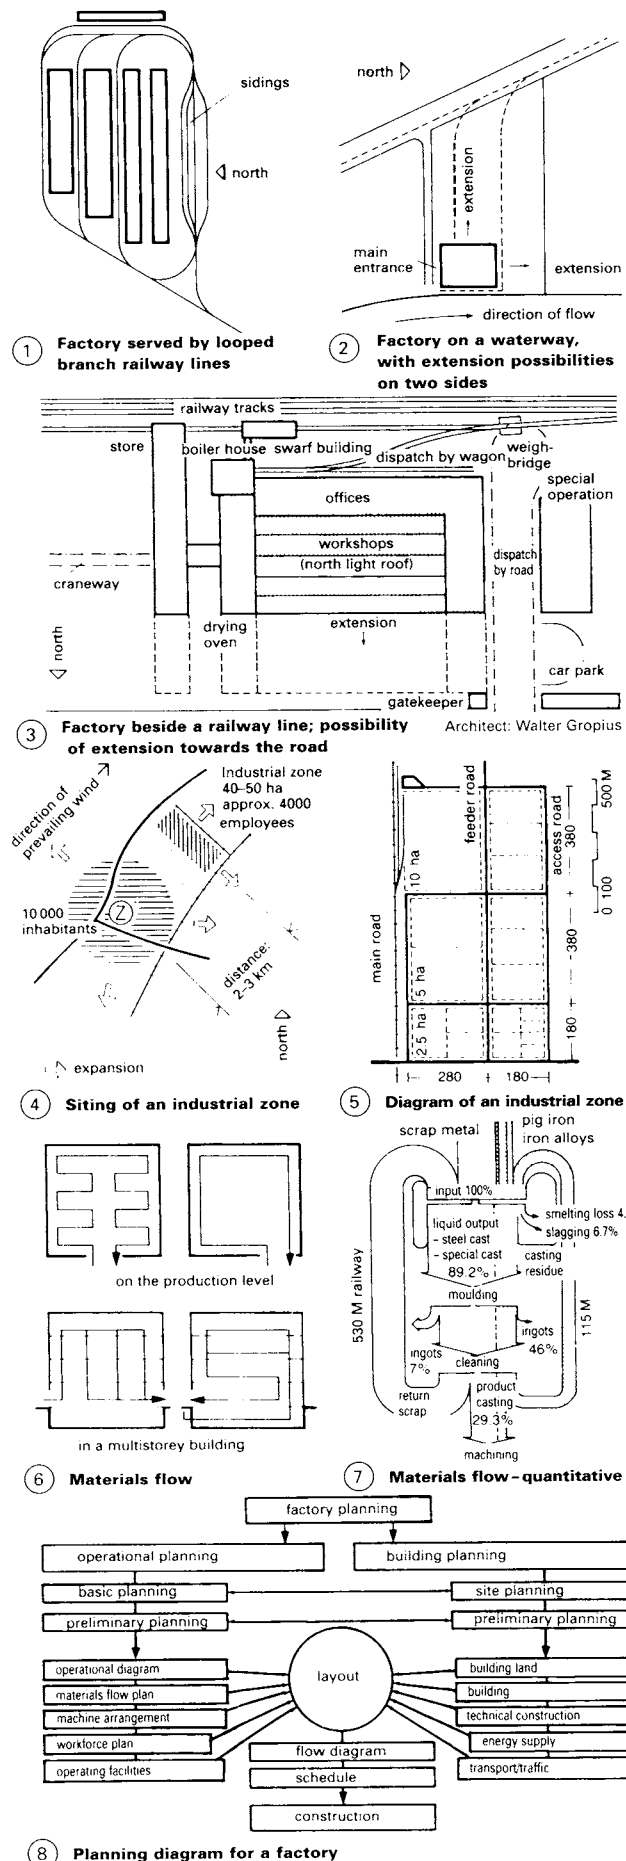 sidings
north
1 Factory served by looped
branch railway lines
north
extension
main
entrance
extension
direction of flow
2 Factory on a waterway,
with extension possibilities
on two sides
railway tracks
store
boiler house swarf building
dispatch by wagon
weigh-
bridge
special
operation
offices
workshops
(north light roof)
dispatch
by road
craneway
drying
oven
extension
north
car park
gatekeeper
3 Factory beside a railway line; possibility
of extension towards the road
Architect: Walter Gropius
direction of
prevailing wind
Industrial zone
40–50 ha
approx. 4000
employees
10 000
inhabitants
Z
distance:
2–3 km
north
expansion
4 Siting of an industrial zone
main road
feeder road
access road
10 ha
5 ha
2.5 ha
380
380
180
0 100 500 M
280 180
5 Diagram of an industrial zone
on the production level
in a multistorey building
6 Materials flow
scrap metal
pig iron
iron alloys
input 100%
smelting loss 4.
slagging 6.7%
liquid output
– steel cast
– special cast
89.2%
casting
residue
moulding
530 M railway
115 M
ingots
7%
ingots
46%
cleaning
return
scrap
product
casting
29.3%
machining
7 Materials flow – quantitative
factory planning
operational planning
building planning
basic planning
site planning
preliminary planning
preliminary planning
layout
operational diagram
materials flow plan
machine arrangement
workforce plan
operating facilities
building land
building
technical construction
energy supply
transport/traffic
flow diagram
schedule
construction
8 Planning diagram for a factory